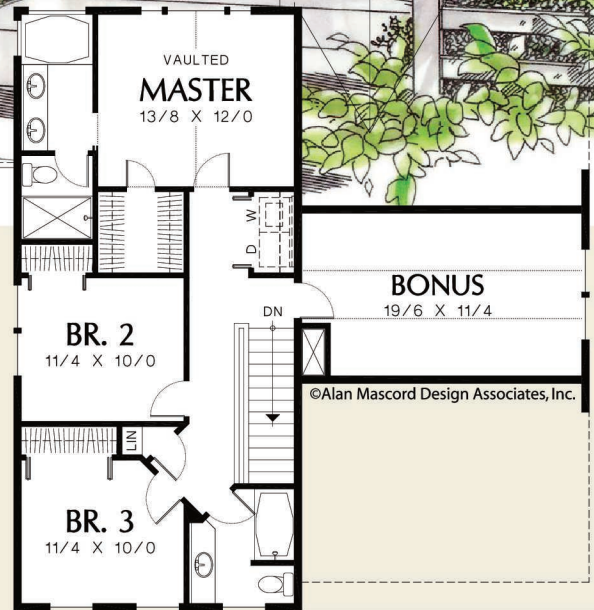 VAULTED
MASTER
13/8 X 12/0
W
D
BONUS
19/6 X 11/4
DN
BR. 2
11/4 X 10/0
©Alan Mascord Design Associates, Inc.
LIN
BR. 3
11/4 X 10/0